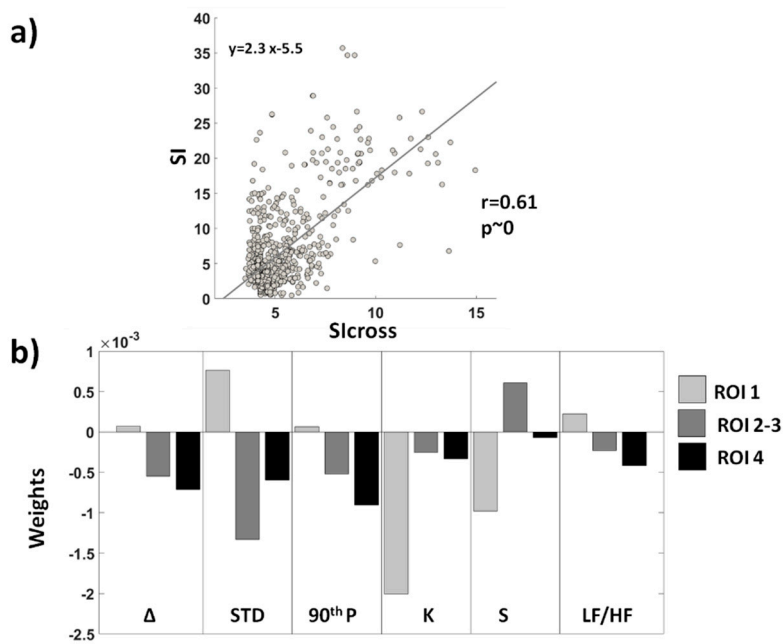 a)
40
35
30
25
20
15
10
5
0
SI
y=2.3 x-5.5
r=0.61
p~0
5 10 15
SIcross
b)
×10⁻³
1
0.5
0
-0.5
-1
-1.5
-2
-2.5
Weights
Δ STD 90th P K S LF/HF
ROI 1
ROI 2-3
ROI 4